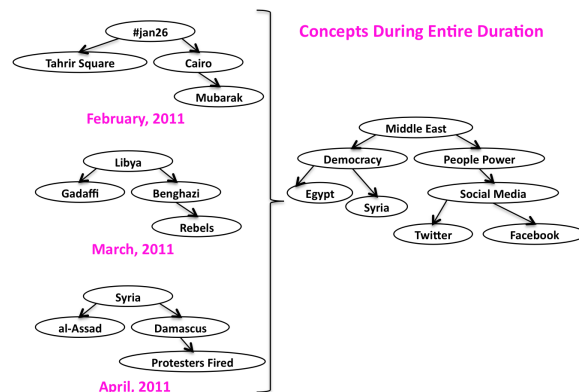 #jan26
Tahrir Square
Cairo
Mubarak
February, 2011
Libya
Gadaffi
Benghazi
Rebels
March, 2011
Syria
al-Assad
Damascus
Protesters Fired
April, 2011
Concepts During Entire Duration
Middle East
Democracy
People Power
Egypt
Syria
Social Media
Twitter
Facebook